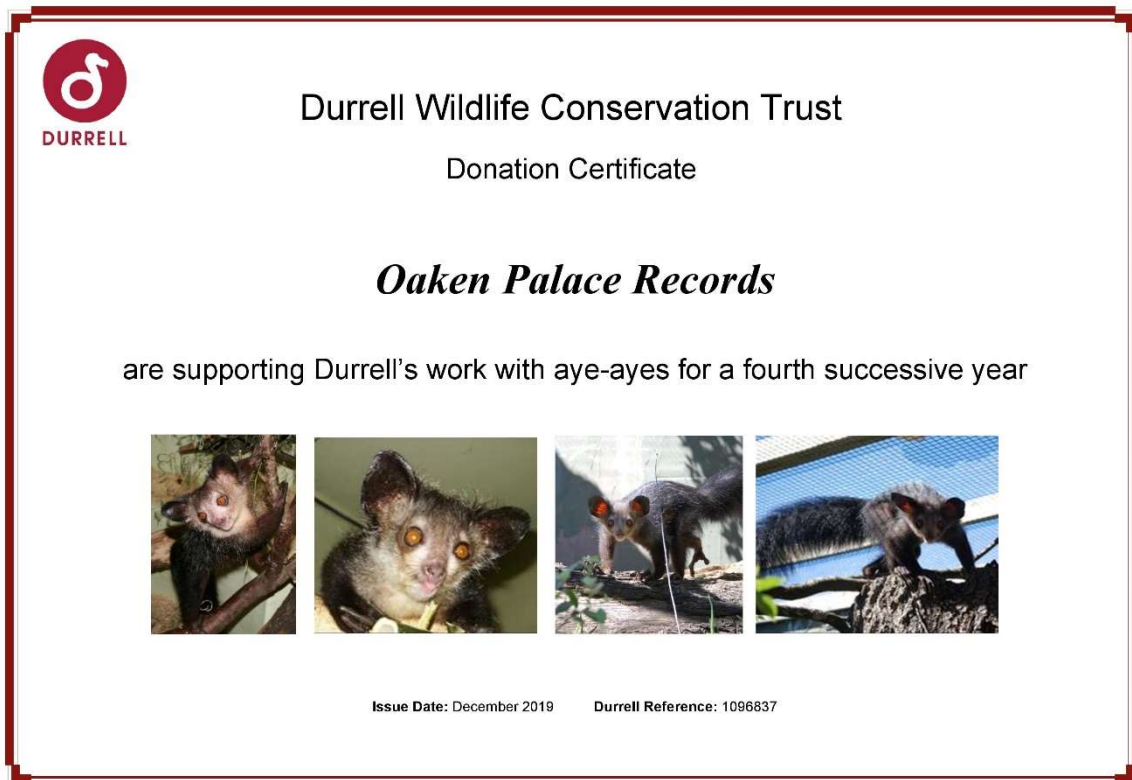 DURRELL
Durrell Wildlife Conservation Trust
Donation Certificate
Oaken Palace Records
are supporting Durrell’s work with aye-ayes for a fourth successive year
Issue Date: December 2019 Durrell Reference: 1096837